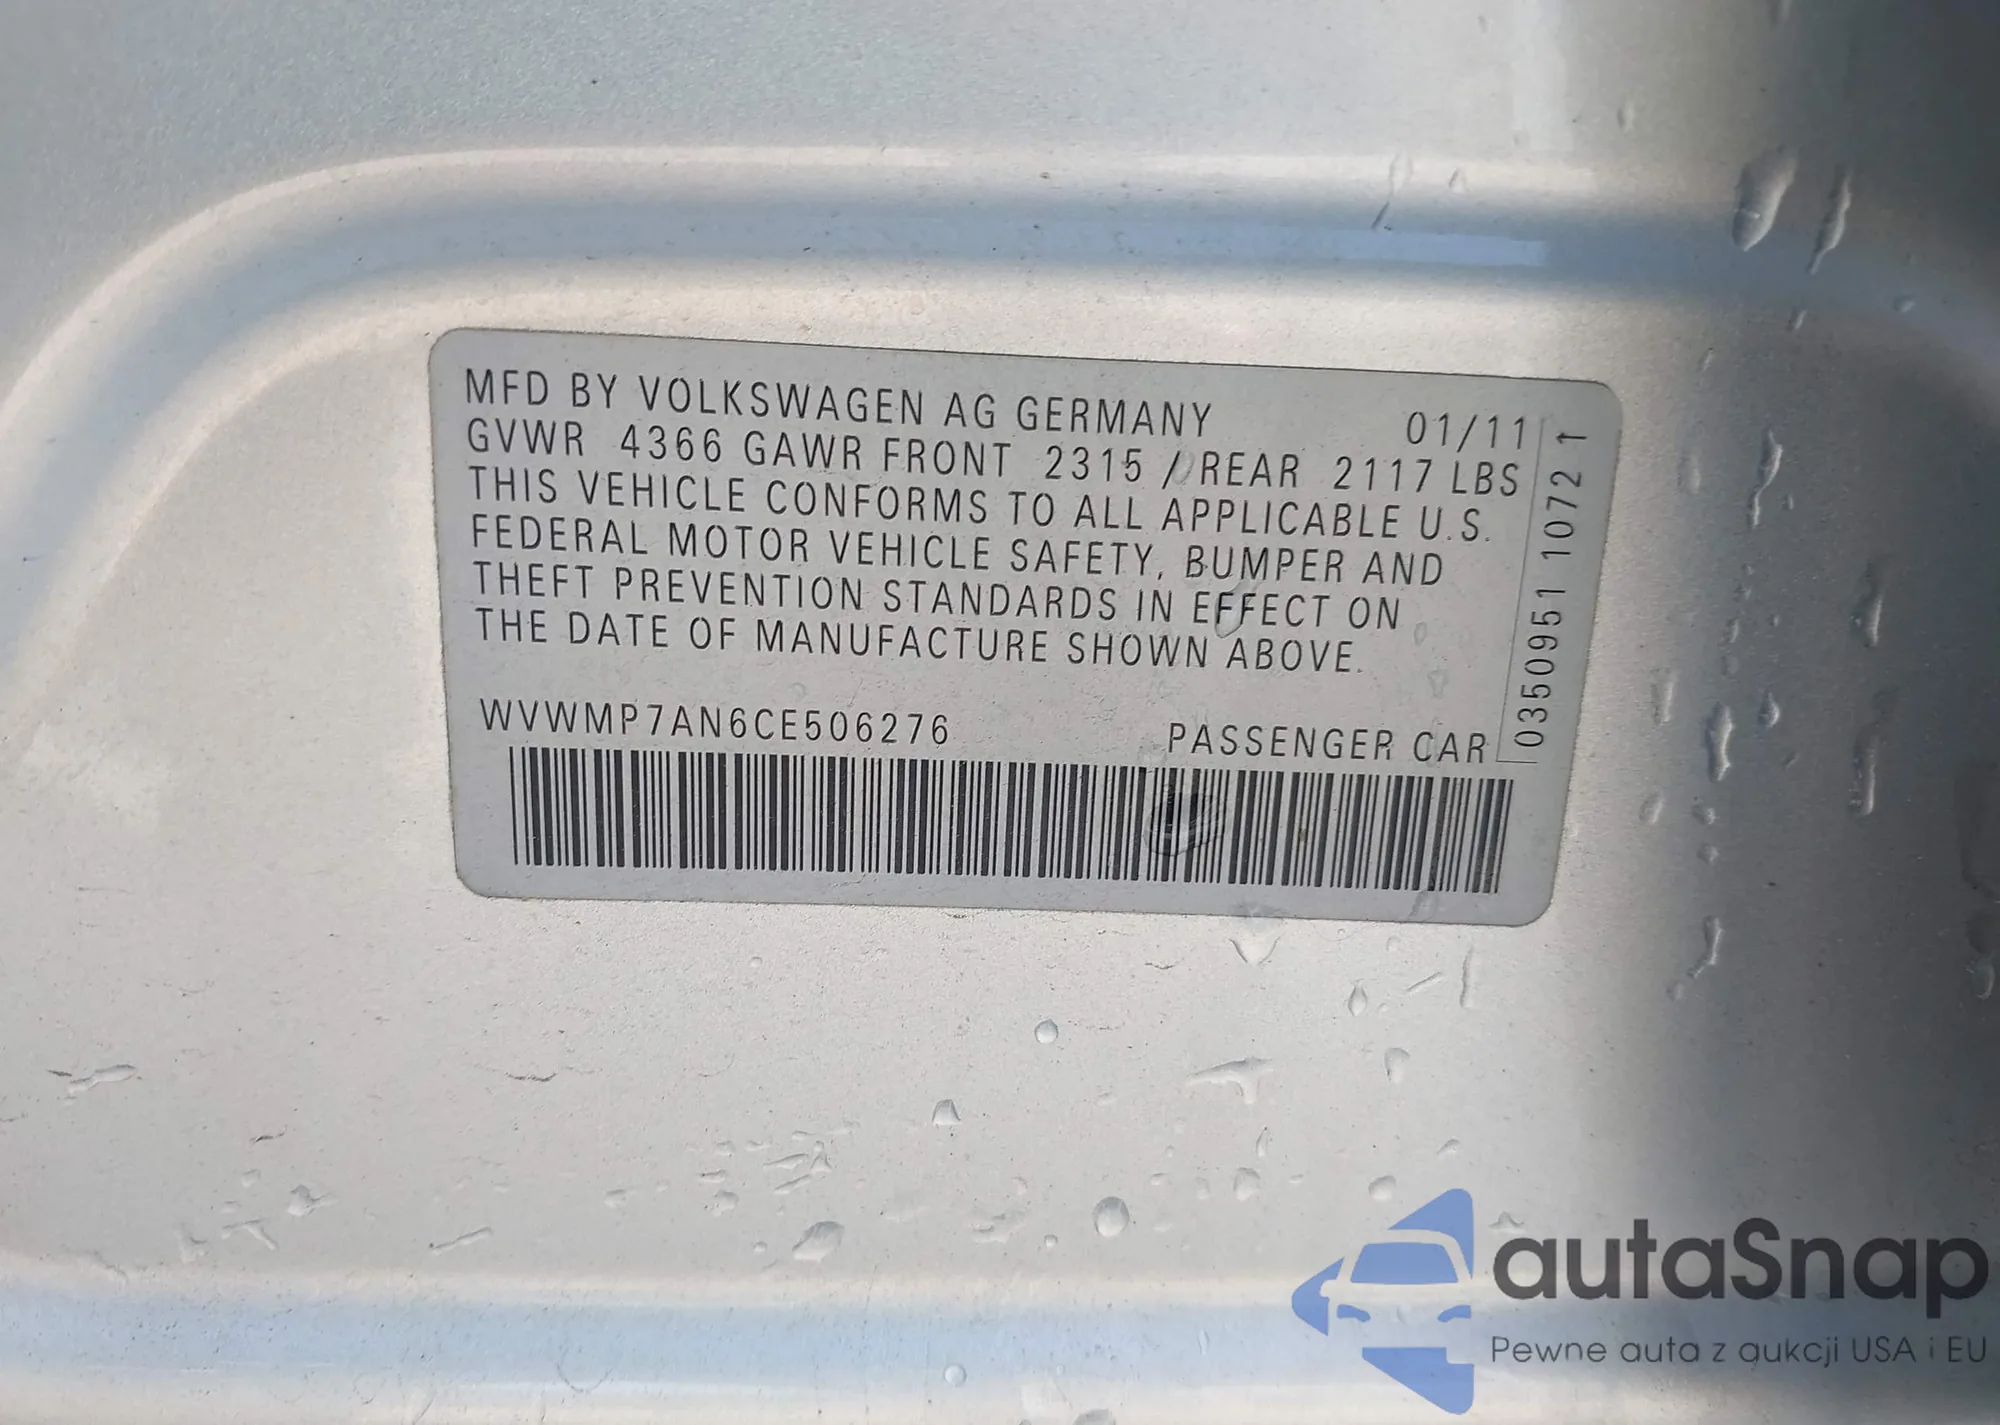 MFD BY VOLKSWAGEN AG GERMANY 01/11
GVWR 4366 GAWR FRONT 2315 / REAR 2117 LBS
THIS VEHICLE CONFORMS TO ALL APPLICABLE U.S.
FEDERAL MOTOR VEHICLE SAFETY, BUMPER AND
THEFT PREVENTION STANDARDS IN EFFECT ON
THE DATE OF MANUFACTURE SHOWN ABOVE.
WVWMP7AN6CE506276 PASSENGER CAR
0350951 10721
autaSnap
Pewne auta z aukcji USA i EU